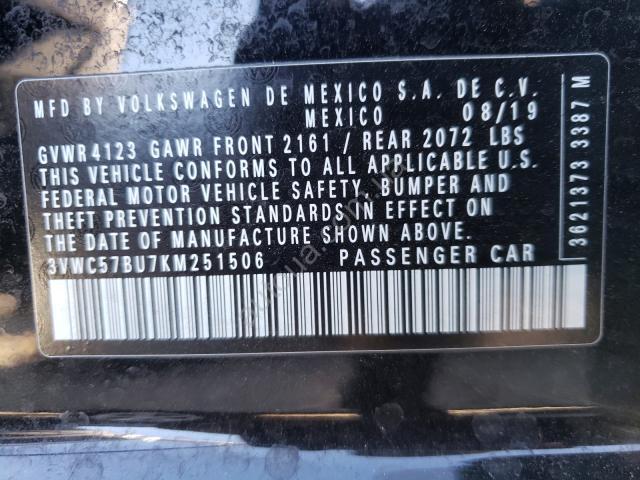 MFD BY VOLKSWAGEN DE MEXICO S.A. DE C.V.
MEXICO 08/19
GVWR 4123 GAWR FRONT 2161 / REAR 2072 LBS
THIS VEHICLE CONFORMS TO ALL APPLICABLE U.S.
FEDERAL MOTOR VEHICLE SAFETY, BUMPER AND
THEFT PREVENTION STANDARDS IN EFFECT ON
THE DATE OF MANUFACTURE SHOWN ABOVE.
3VWC57BU7KM251506 PASSENGER CAR
3621373 3387 M